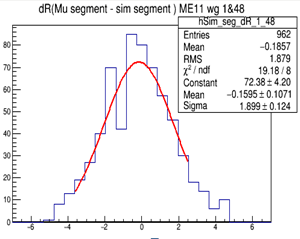 dR(Mu segment - sim segment ) ME11 wg 1&48
hSim_seg_dR_1_48
Entries 962
Mean -0.1857
RMS 1.879
χ² / ndf 19.18 / 8
Constant 72.38 ± 4.20
Mean -0.1595 ± 0.1071
Sigma 1.899 ± 0.124
80
70
60
50
40
30
20
10
0
-6 -4 -2 0 2 4 6